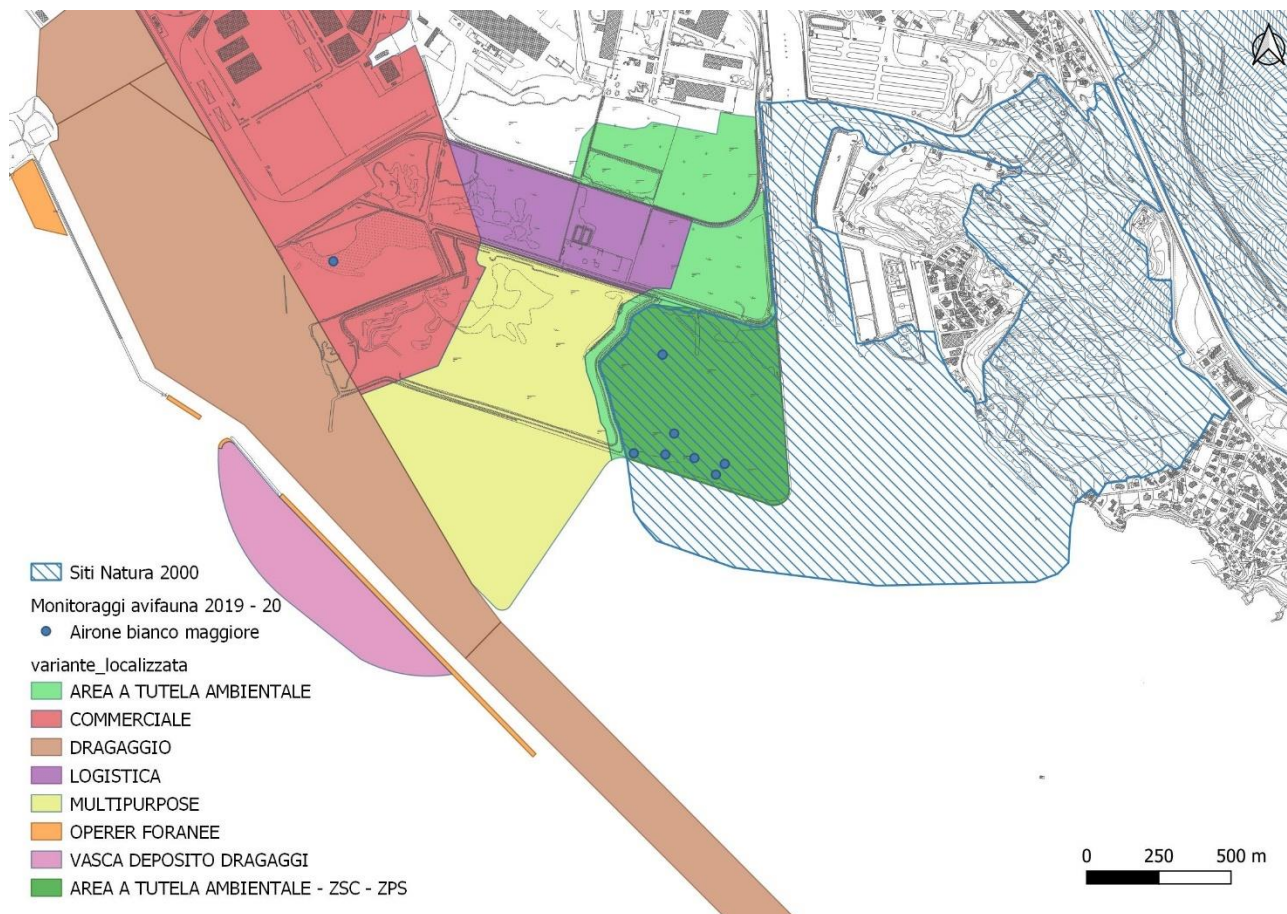 Siti Natura 2000
Monitoraggi avifauna 2019 - 20
Airone bianco maggiore
variante_localizzata
AREA A TUTELA AMBIENTALE
COMMERCIALE
DRAGAGGIO
LOGISTICA
MULTIPURPOSE
OPERER FORANEE
VASCA DEPOSITO DRAGAGGI
AREA A TUTELA AMBIENTALE - ZSC - ZPS
0 250 500 m